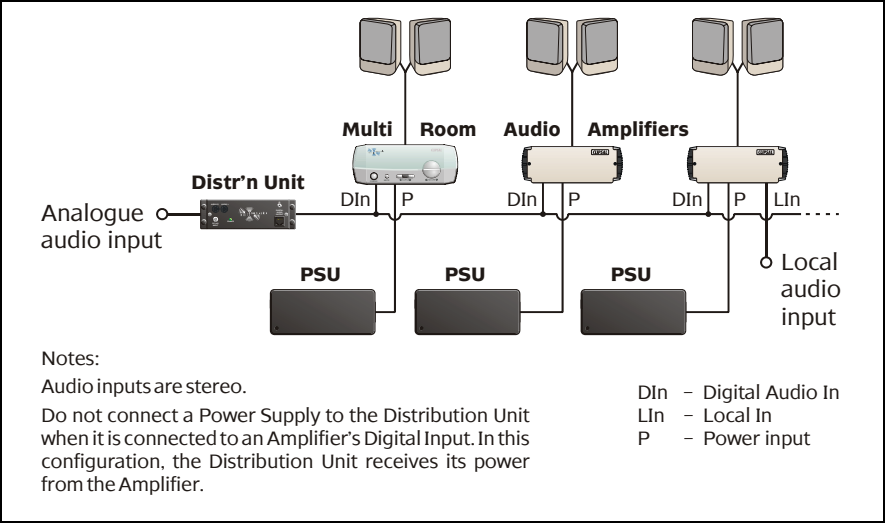 Multi Room Audio Amplifiers
CLIPSAL CLIPSAL
Distr'n Unit
DIn P DIn P DIn P LIn
Analogue
audio input
PSU PSU PSU
Local
audio
input
Notes:
Audio inputs are stereo.
Do not connect a Power Supply to the Distribution Unit
when it is connected to an Amplifier's Digital Input. In this
configuration, the Distribution Unit receives its power
from the Amplifier.
DIn – Digital Audio In
LIn – Local In
P – Power input